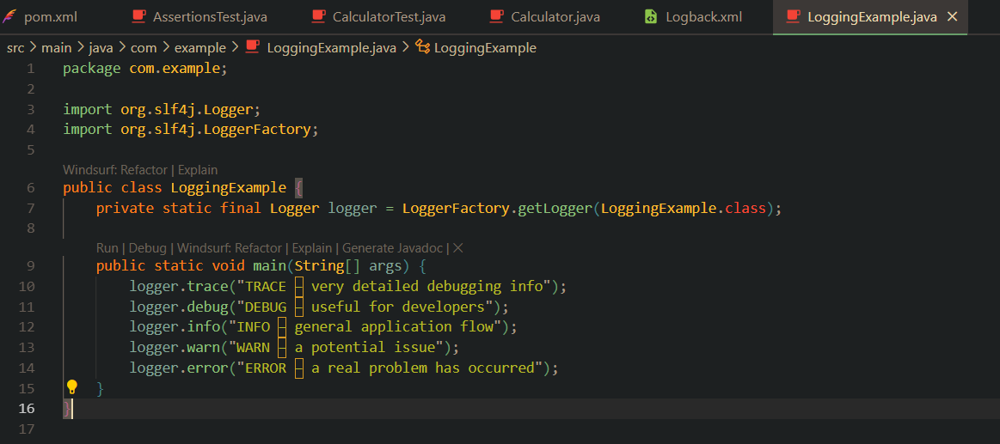 pom.xml AssertionsTest.java CalculatorTest.java Calculator.java Logback.xml LoggingExample.java ×
src > main > java > com > example > LoggingExample.java > LoggingExample
1 package com.example;
2
3 import org.slf4j.Logger;
4 import org.slf4j.LoggerFactory;
5
Windsurf: Refactor | Explain
6 public class LoggingExample {
7     private static final Logger logger = LoggerFactory.getLogger(LoggingExample.class);
8
Run | Debug | Windsurf: Refactor | Explain | Generate Javadoc | ×
9     public static void main(String[] args) {
10         logger.trace("TRACE – very detailed debugging info");
11         logger.debug("DEBUG – useful for developers");
12         logger.info("INFO – general application flow");
13         logger.warn("WARN – a potential issue");
14         logger.error("ERROR – a real problem has occurred");
15     }
16 }
17